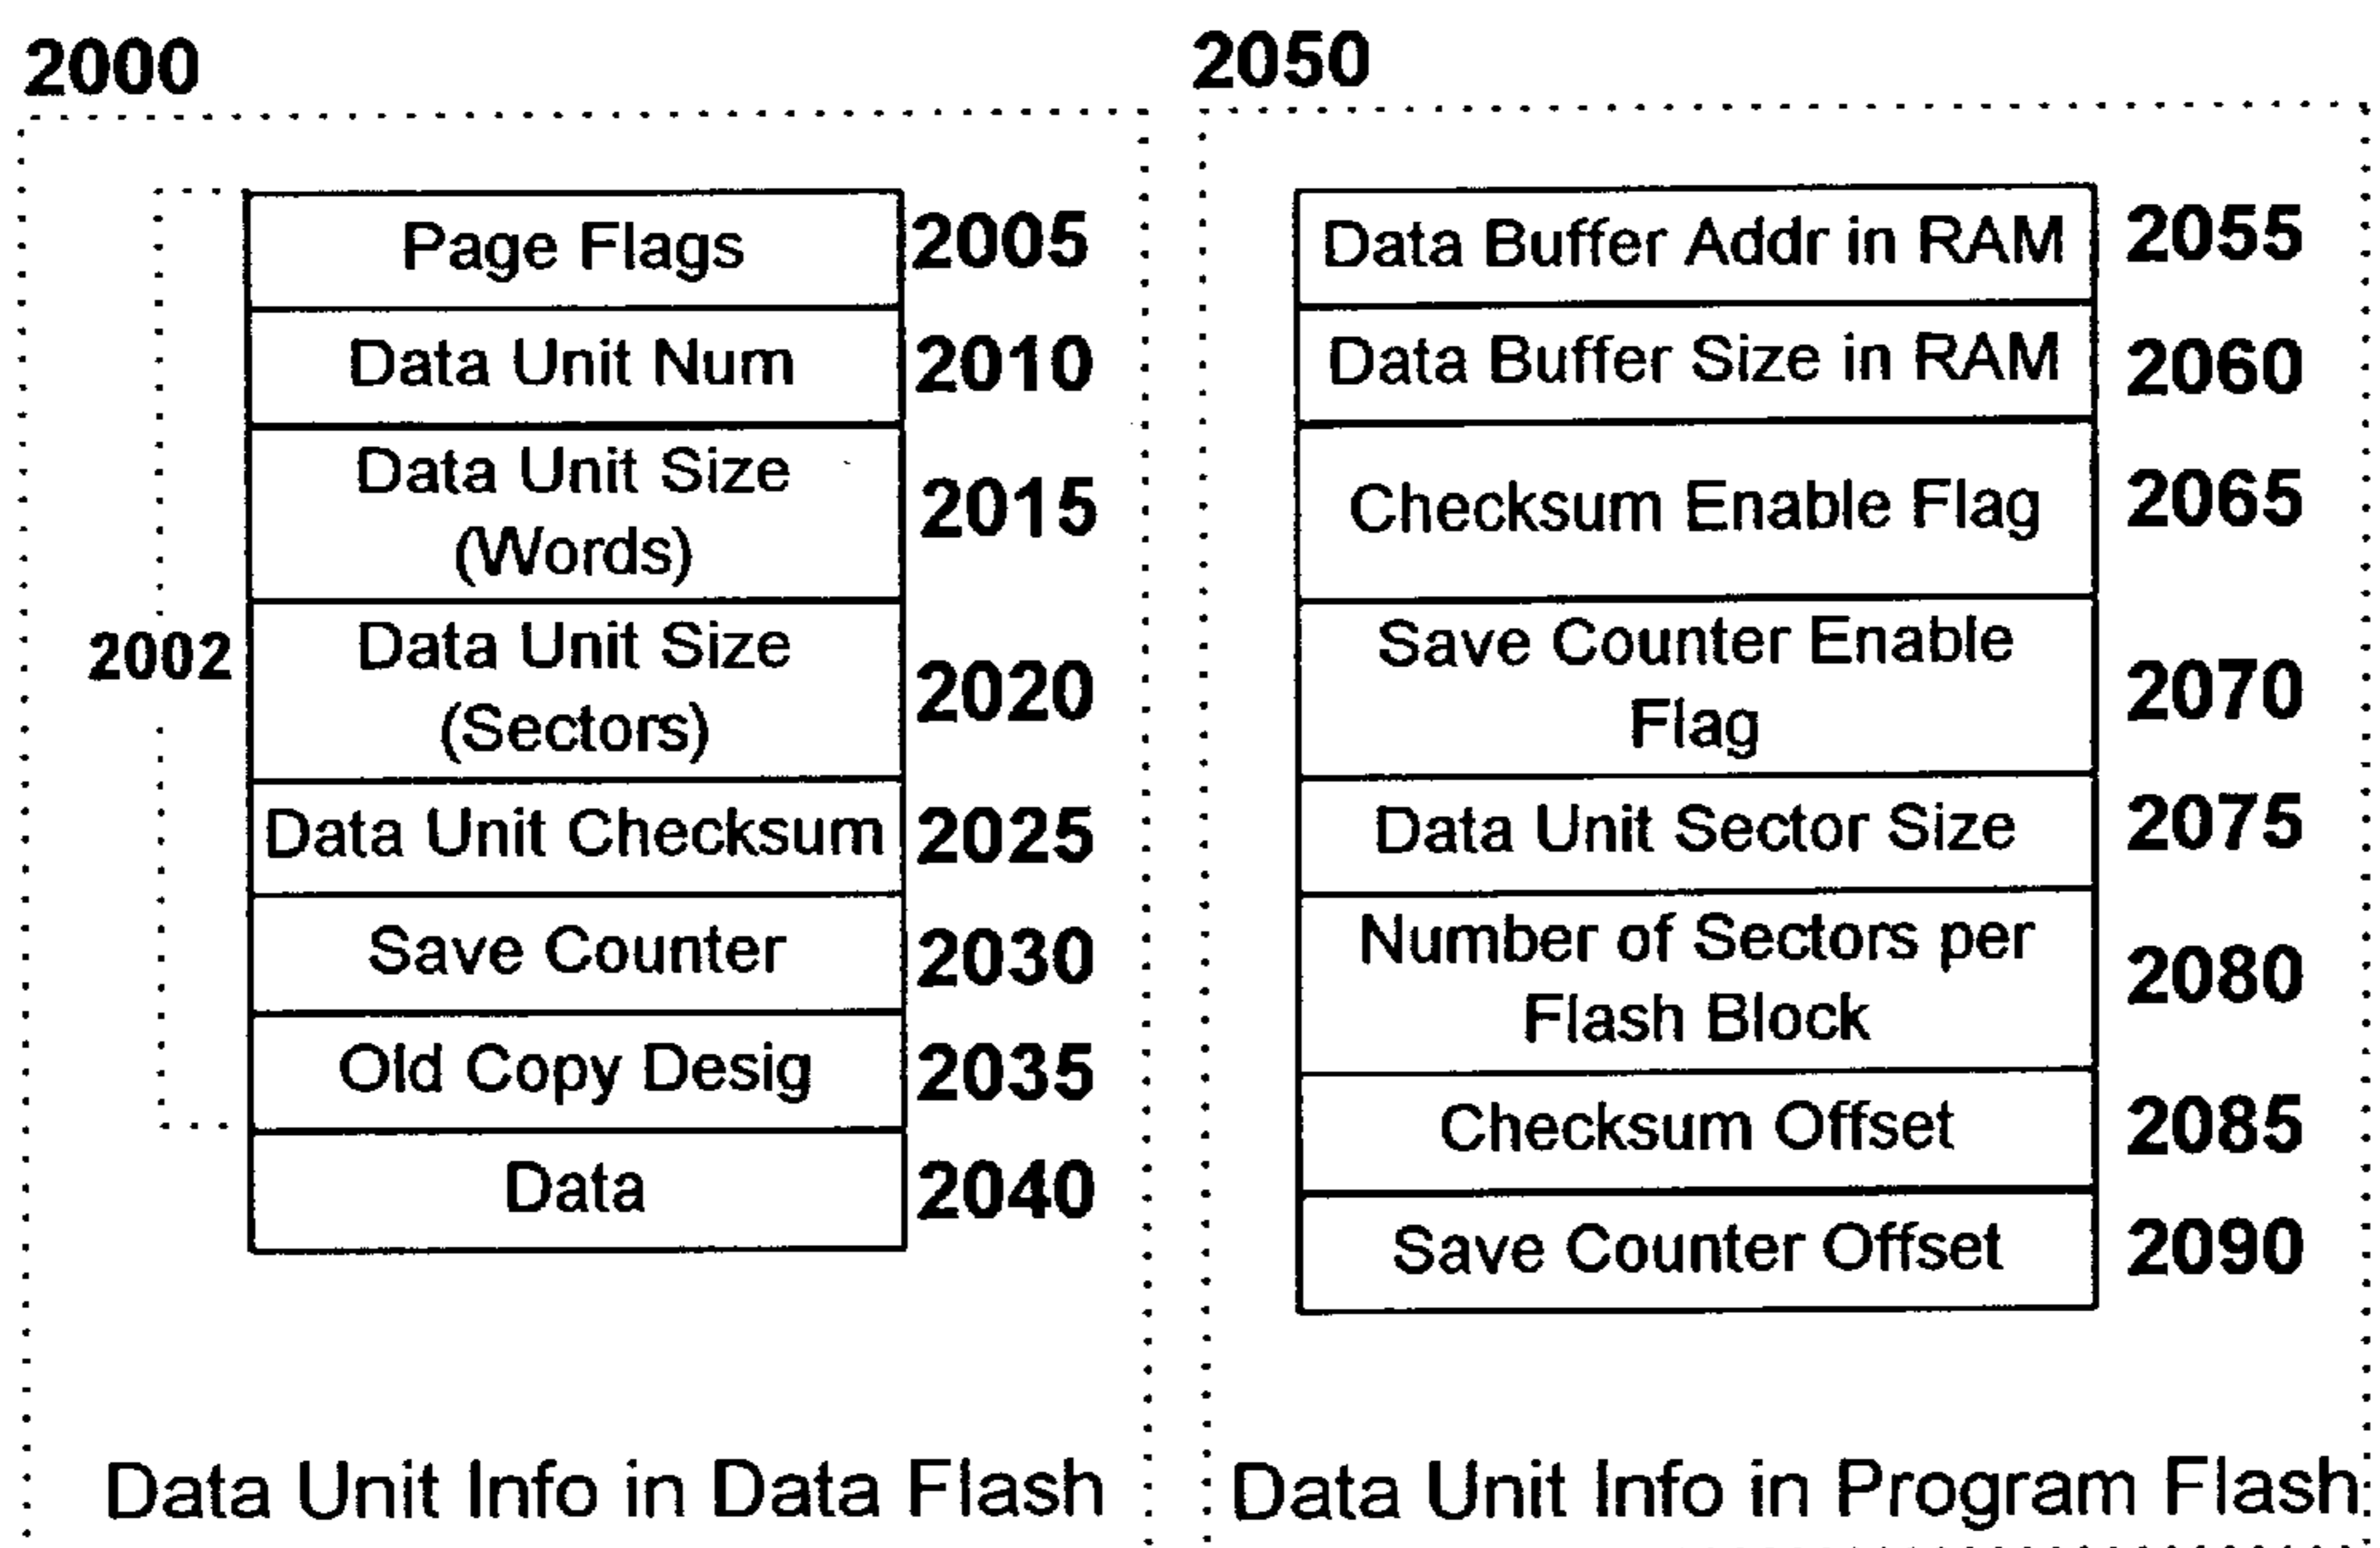 2000
Page Flags 2005
Data Unit Num 2010
Data Unit Size
(Words)
2015
2002
Data Unit Size
(Sectors)
2020
Data Unit Checksum 2025
Save Counter 2030
Old Copy Desig 2035
Data 2040
Data Unit Info in Data Flash
2050
Data Buffer Addr in RAM 2055
Data Buffer Size in RAM 2060
Checksum Enable Flag 2065
Save Counter Enable
Flag
2070
Data Unit Sector Size 2075
Number of Sectors per
Flash Block
2080
Checksum Offset 2085
Save Counter Offset 2090
Data Unit Info in Program Flash